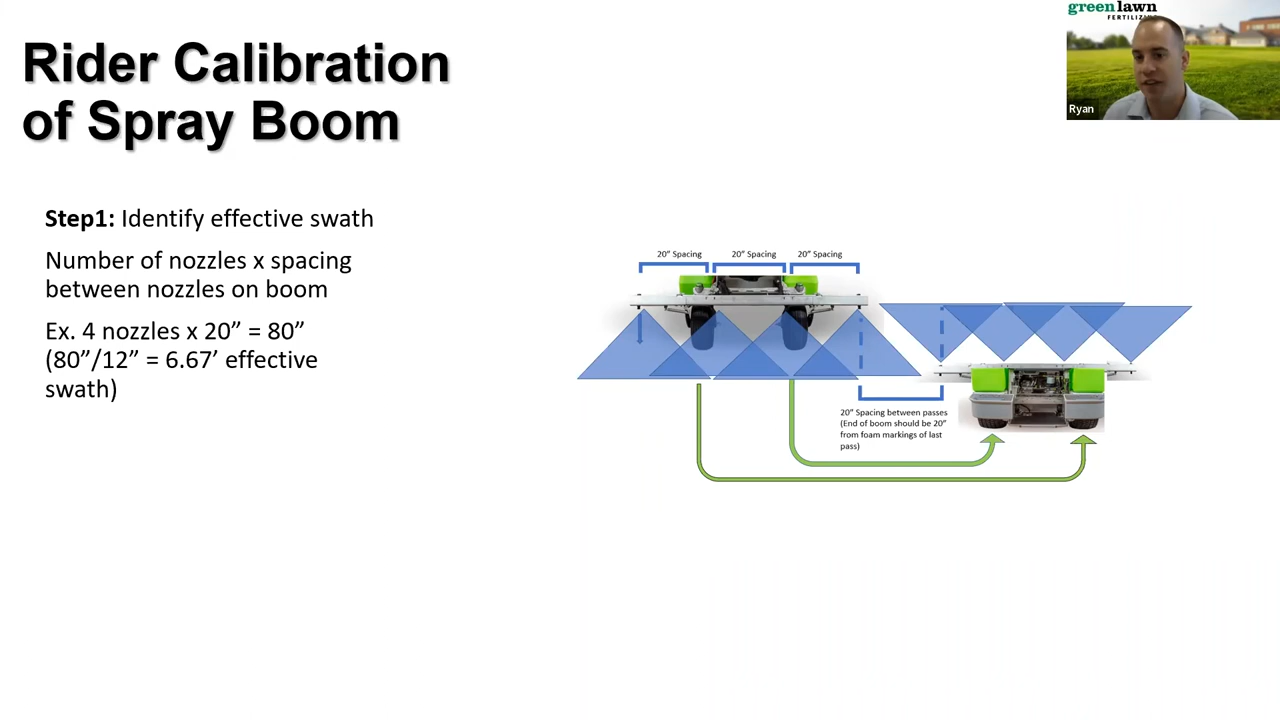 Rider Calibration
of Spray Boom
green lawn
FERTILIZING
Ryan
Step1: Identify effective swath
Number of nozzles x spacing
between nozzles on boom
Ex. 4 nozzles x 20” = 80”
(80”/12” = 6.67’ effective
swath)
20” Spacing
20” Spacing
20” Spacing
20” Spacing between passes
(End of boom should be 20”
from foam markings of last
pass)